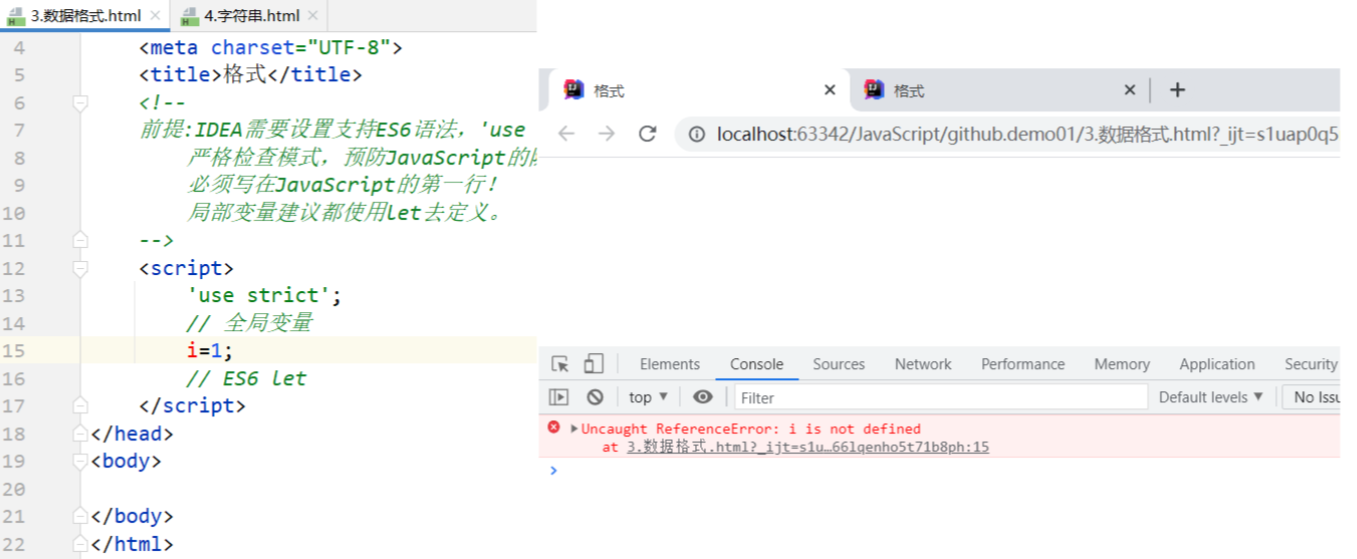 3.数据格式.html
4.字符串.html
4 <meta charset="UTF-8">
5 <title>格式</title>
6 <!--
7 前提:IDEA需要设置支持ES6语法，'use
8 严格检查模式，预防JavaScript的
9 必须写在JavaScript的第一行！
10 局部变量建议都使用let去定义。
11 -->
12 <script>
13 'use strict';
14 // 全局变量
15 i=1;
16 // ES6 let
17 </script>
18 </head>
19 <body>
20
21 </body>
22 </html>
格式
格式
localhost:63342/JavaScript/github.demo01/3.数据格式.html?_ijt=s1uap0q5
Elements Console Sources Network Performance Memory Application Security
top Filter Default levels No Issu
Uncaught ReferenceError: i is not defined
at 3.数据格式.html?_ijt=s1u…66lqenho5t71b8ph:15